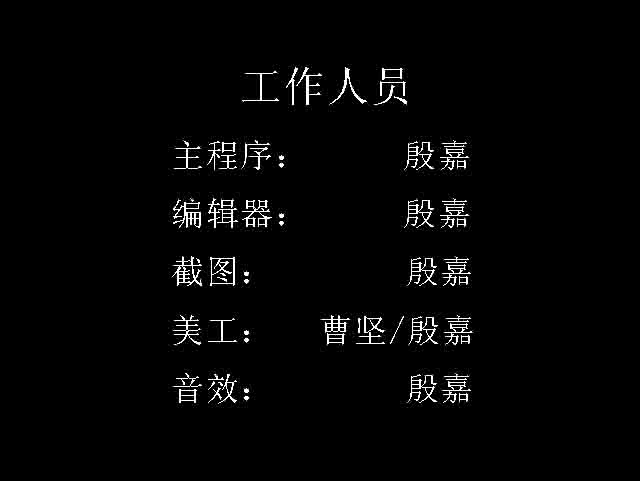 工作人员
主程序： 殷嘉
编辑器： 殷嘉
截图： 殷嘉
美工： 曹坚/殷嘉
音效： 殷嘉